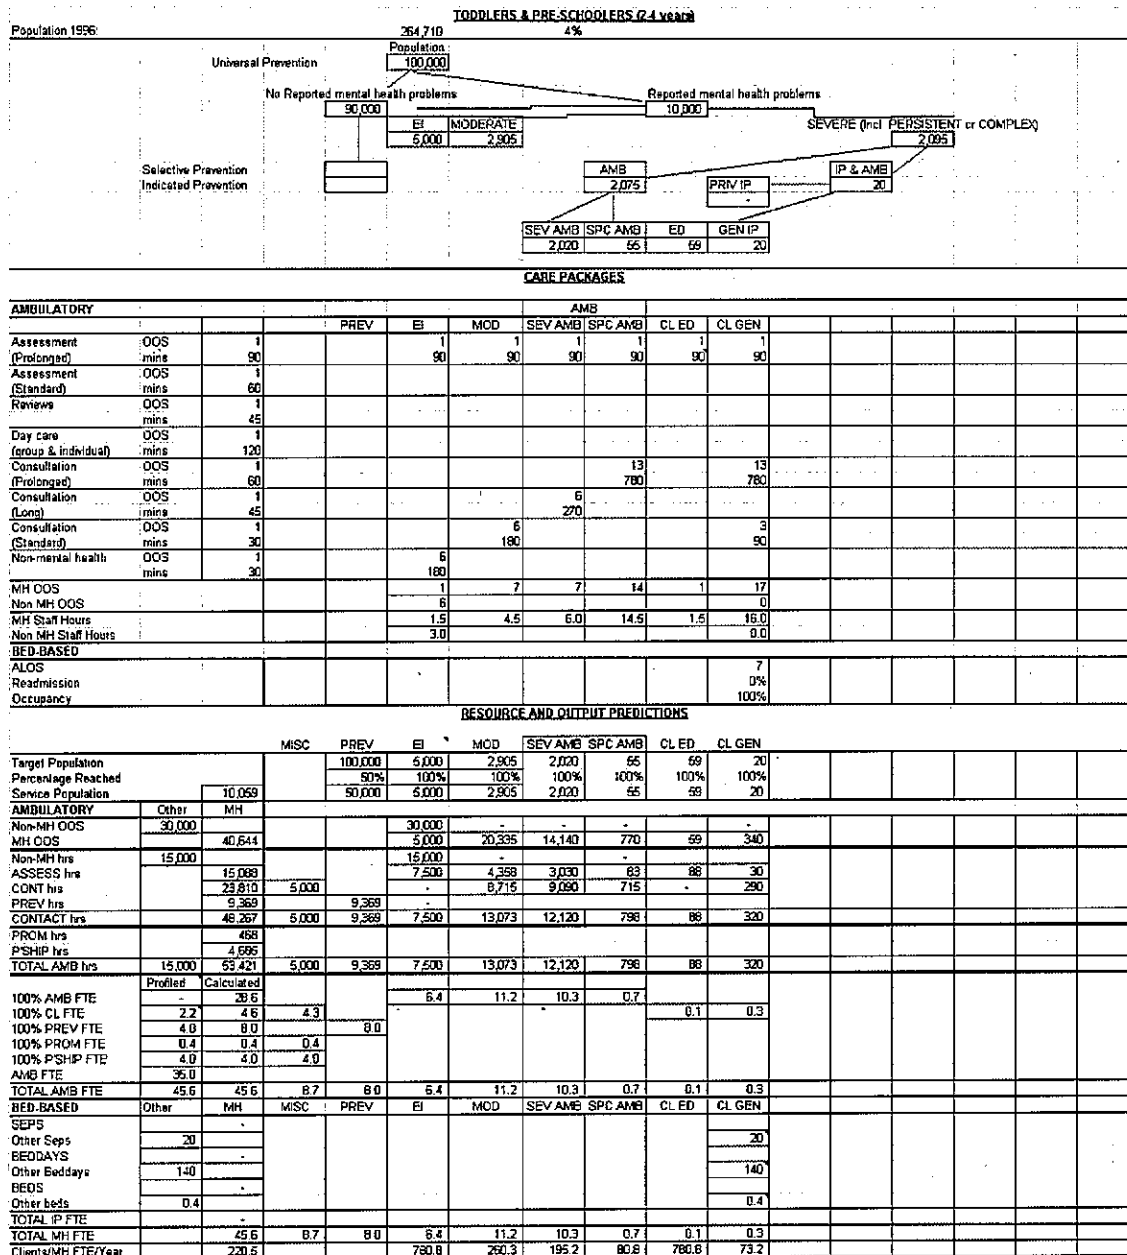 TODDLERS & PRE-SCHOOLERS (2-4 years)
Population 1996: 264,710 4%
Population
Universal Prevention 100,000
No Reported mental health problems Reported mental health problems
90,000 10,000
EI MODERATE SEVERE (incl PERSISTENT or COMPLEX)
5,000 2,905 2,095
Selective Prevention AMB IP & AMB
Indicated Prevention 2,075 PRIV IP 20
-
SEV AMB SPC AMB ED GEN IP
2,020 55 59 20
CARE PACKAGES
AMBULATORY AMB
PREV EI MOD SEV AMB SPC AMB CL ED CL GEN
Assessment OOS 1 1 1 1 1 1 1
(Prolonged) mins 90 90 90 90 90 90 90
Assessment OOS 1
(Standard) mins 60
Reviews OOS 1
mins 45
Day care OOS 1
(group & individual) mins 120
Consultation OOS 1 13 13
(Prolonged) mins 60 780 780
Consultation OOS 1 6
(Long) mins 45 270
Consultation OOS 1 6 3
(Standard) mins 30 180 90
Non-mental health OOS 1 6
mins 30 180
MH OOS 1 7 7 14 1 17
Non MH OOS 6 0
MH Staff Hours 1.5 4.5 6.0 14.5 1.5 16.0
Non MH Staff Hours 3.0 0.0
BED-BASED
ALOS 7
Readmission 0%
Occupancy 100%
RESOURCE AND OUTPUT PREDICTIONS
MISC PREV EI MOD SEV AMB SPC AMB CL ED CL GEN
Target Population 100,000 5,000 2,905 2,020 55 59 20
Percentage Reached 50% 100% 100% 100% 100% 100% 100%
Service Population 10,059 50,000 5,000 2,905 2,020 55 59 20
AMBULATORY Other MH
Non-MH OOS 30,000 30,000 - - - - -
MH OOS 40,644 5,000 20,335 14,140 770 59 340
Non-MH hrs 15,000 15,000 - - -
ASSESS hrs 15,088 7,500 4,358 3,030 83 88 30
CONT hrs 23,810 5,000 - 8,715 9,090 715 - 290
PREV hrs 9,369 9,369 -
CONTACT hrs 48,267 5,000 9,369 7,500 13,073 12,120 798 88 320
PROM hrs 468
P'SHIP hrs 4,686
TOTAL AMB hrs 15,000 53,421 5,000 9,369 7,500 13,073 12,120 798 88 320
Profiled Calculated
100% AMB FTE - 28.6 6.4 11.2 10.3 0.7
100% CL FTE 2.2 4.6 4.3 0.1 0.3
100% PREV FTE 4.0 8.0 8.0
100% PROM FTE 0.4 0.4 0.4
100% P'SHIP FTE 4.0 4.0 4.0
AMB FTE 35.0
TOTAL AMB FTE 45.6 45.6 8.7 8.0 6.4 11.2 10.3 0.7 0.1 0.3
BED-BASED Other MH MISC PREV EI MOD SEV AMB SPC AMB CL ED CL GEN
SEPS -
Other Seps 20 20
BEDDAYS -
Other Beddays 140 140
BEDS -
Other beds 0.4 0.4
TOTAL IP FTE -
TOTAL MH FTE 45.6 8.7 8.0 6.4 11.2 10.3 0.7 0.1 0.3
Clients/MH FTE/Year 220.5 780.8 260.3 195.2 80.8 780.8 73.2